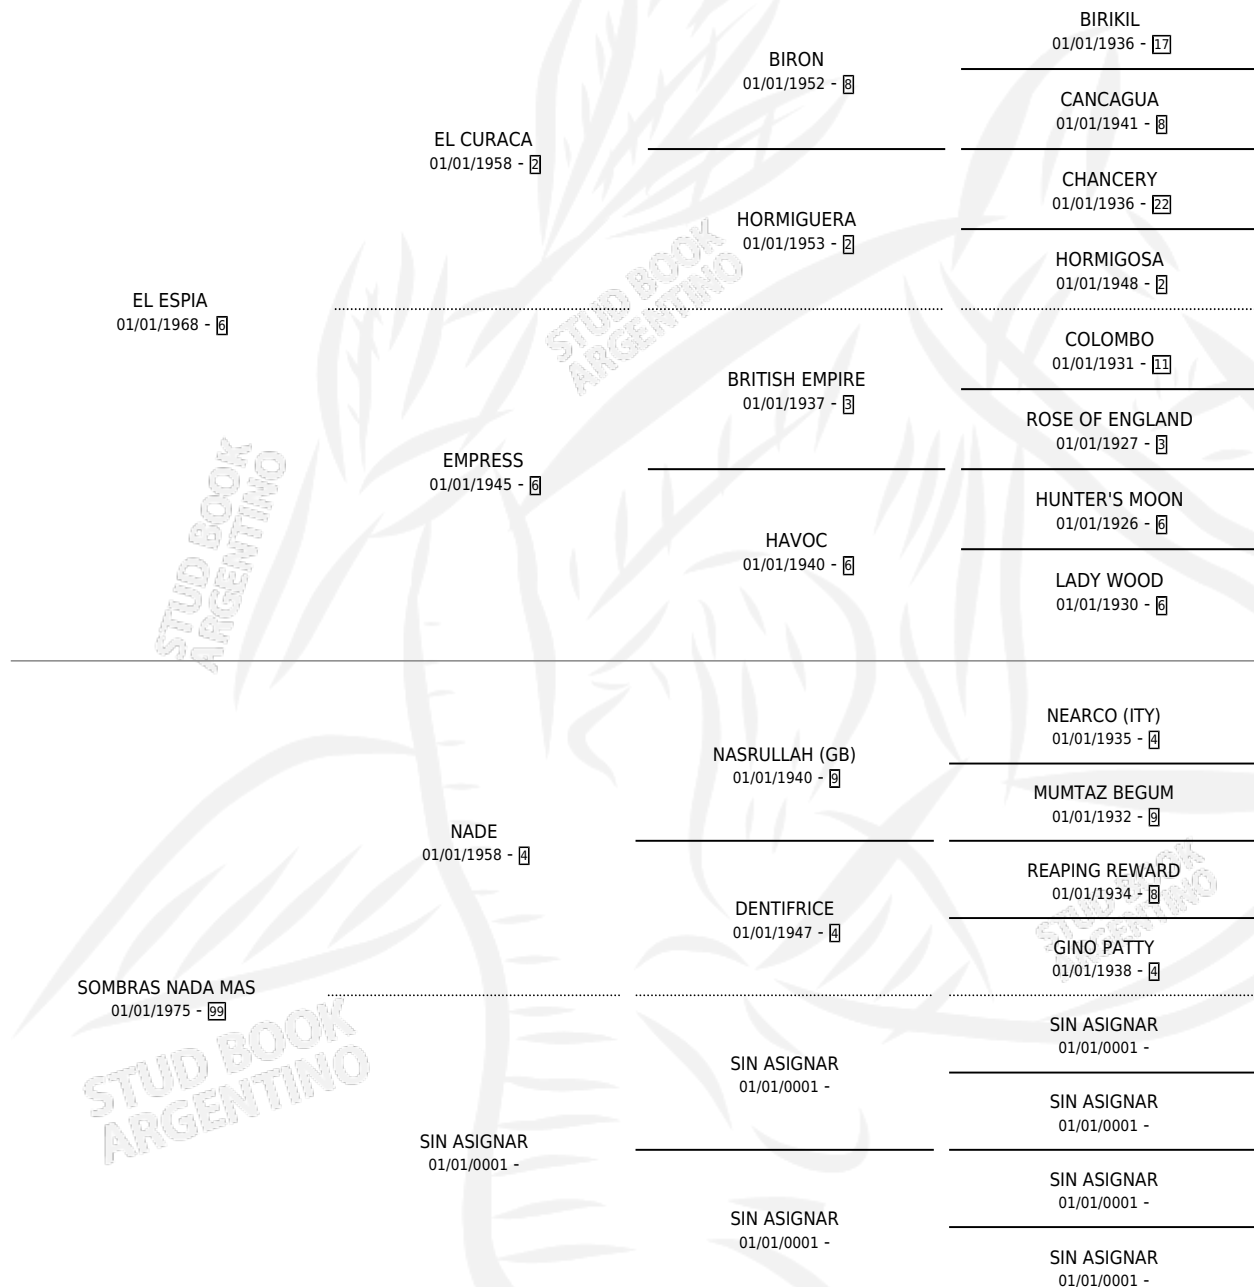 BIRIKIL
01/01/1936 - 17
BIRON
01/01/1952 - 8
CANCAGUA
01/01/1941 - 8
EL CURACA
01/01/1958 - 2
CHANCERY
01/01/1936 - 22
HORMIGUERA
01/01/1953 - 2
HORMIGOSA
01/01/1948 - 2
EL ESPIA
01/01/1968 - 6
STUD BOOK
ARGENTINO
COLOMBO
01/01/1931 - 11
BRITISH EMPIRE
01/01/1937 - 3
ROSE OF ENGLAND
01/01/1927 - 3
EMPRESS
01/01/1945 - 6
HUNTER'S MOON
01/01/1926 - 6
HAVOC
01/01/1940 - 6
LADY WOOD
01/01/1930 - 6
STUD BOOK
ARGENTINO
NEARCO (ITY)
01/01/1935 - 4
NASRULLAH (GB)
01/01/1940 - 9
MUMTAZ BEGUM
01/01/1932 - 9
NADE
01/01/1958 - 4
REAPING REWARD
01/01/1934 - 8
DENTIFRICE
01/01/1947 - 4
STUD BOOK
ARGENTINO
GINO PATTY
01/01/1938 - 4
SOMBRAS NADA MAS
01/01/1975 - 99
STUD BOOK
ARGENTINO
SIN ASIGNAR
01/01/0001 -
SIN ASIGNAR
01/01/0001 -
SIN ASIGNAR
01/01/0001 -
SIN ASIGNAR
01/01/0001 -
SIN ASIGNAR
01/01/0001 -
SIN ASIGNAR
01/01/0001 -
SIN ASIGNAR
01/01/0001 -